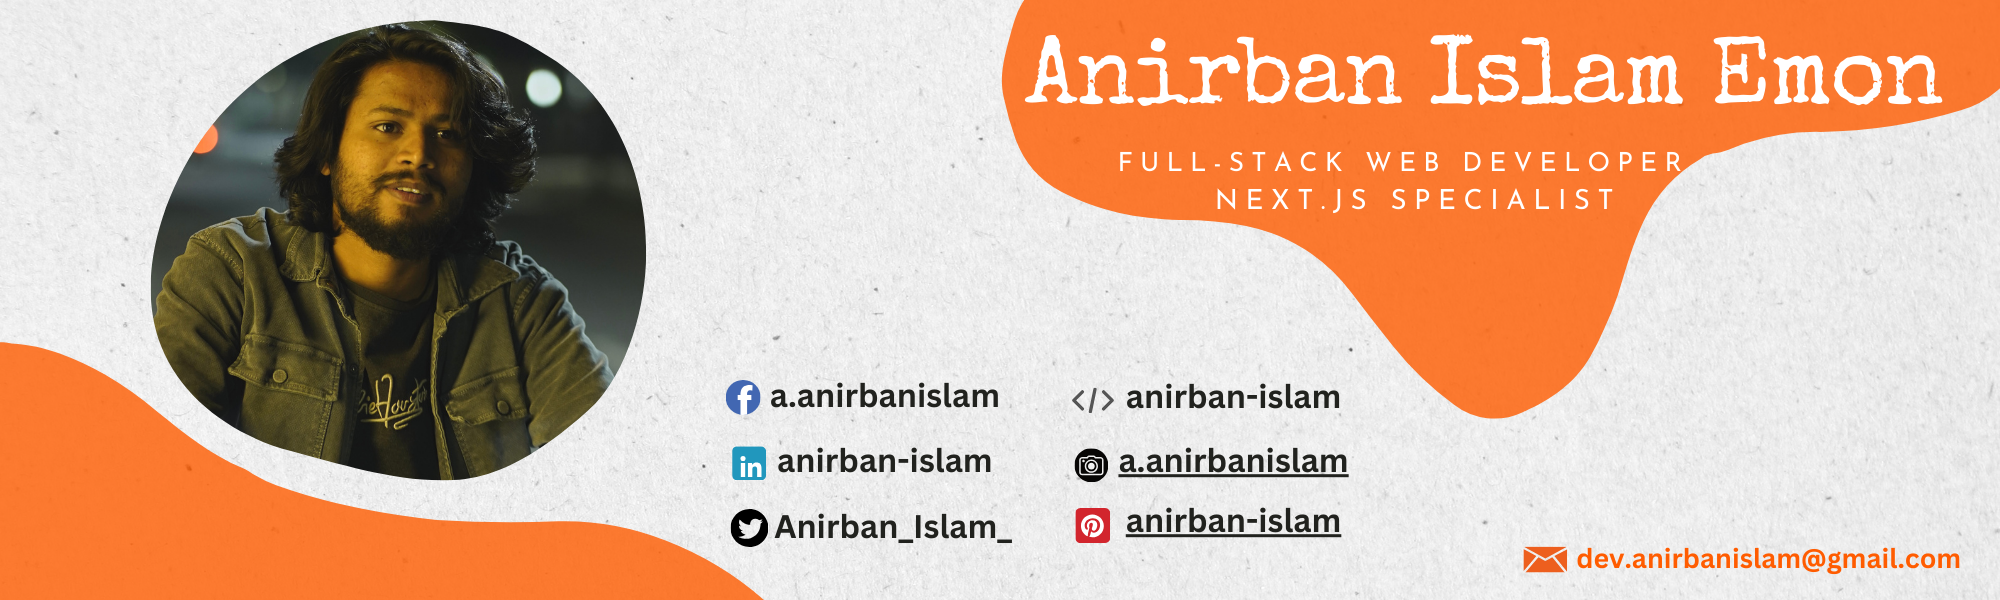 Anirban Islam Emon
FULL-STACK WEB DEVELOPER
NEXT.JS SPECIALIST
a.anirbanislam
anirban-islam
anirban-islam
a.anirbanislam
Anirban_Islam_
anirban-islam
dev.anirbanislam@gmail.com